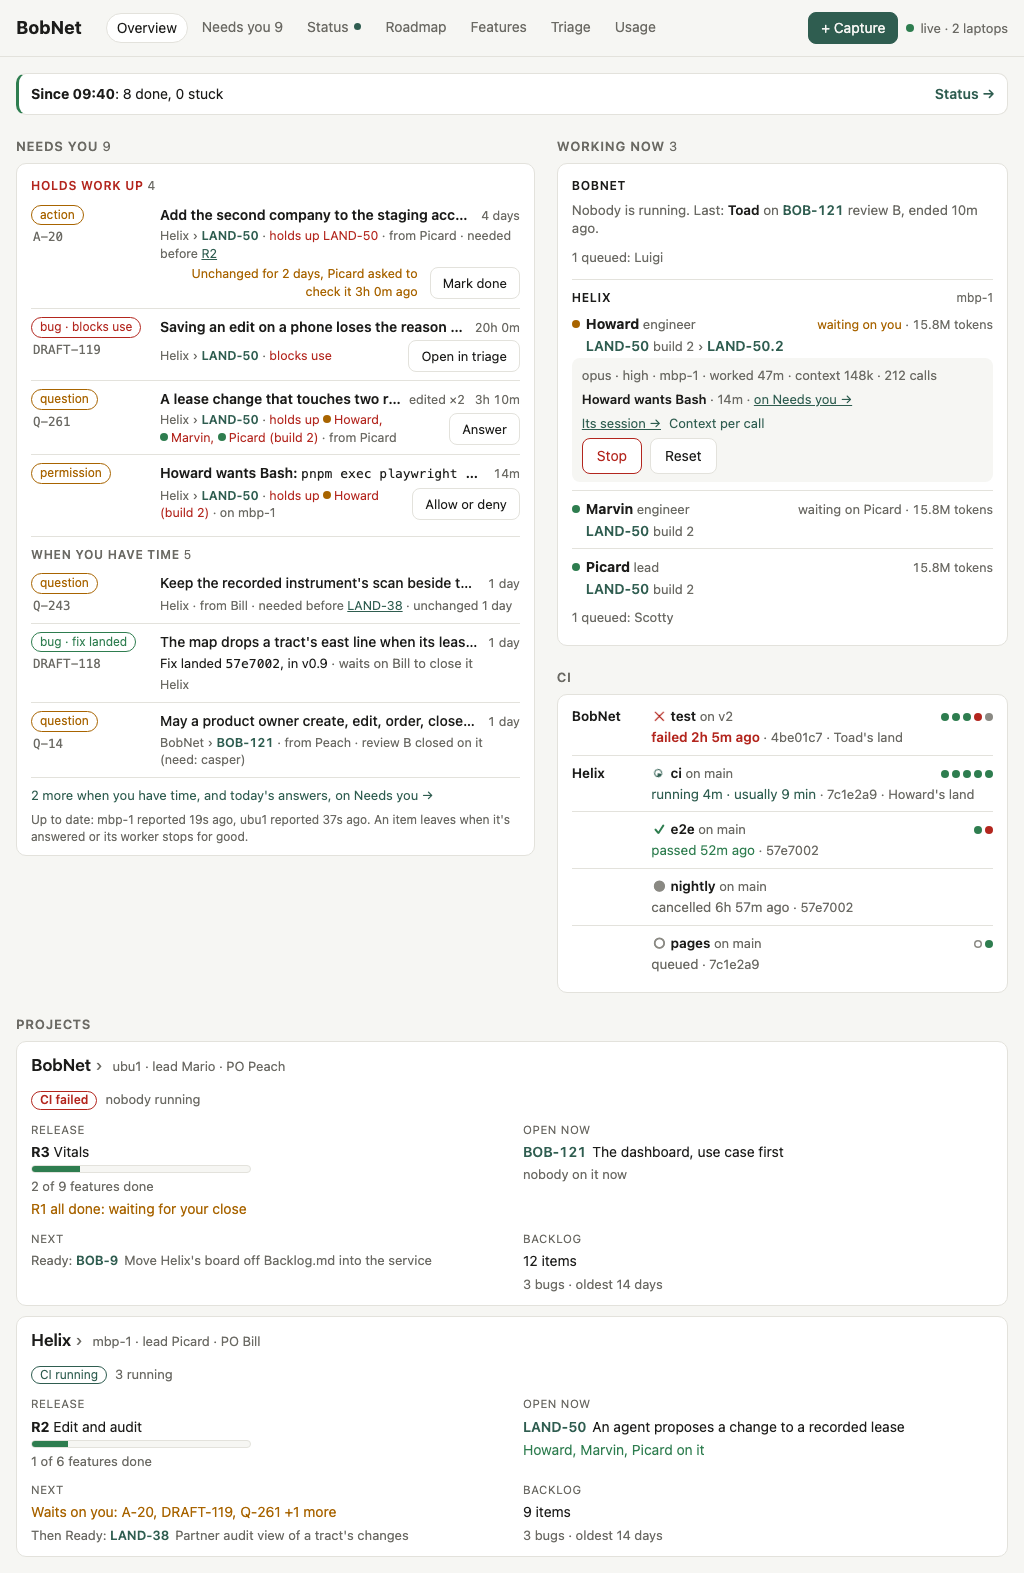 BobNet
Overview
Needs you 9
Status
Roadmap
Features
Triage
Usage
+ Capture
live · 2 laptops
Since 09:40: 8 done, 0 stuck
Status →
NEEDS YOU 9
HOLDS WORK UP 4
action
Add the second company to the staging acc...
4 days
A-20
Helix › LAND-50 · holds up LAND-50 · from Picard · needed
before R2
Unchanged for 2 days, Picard asked to
check it 3h 0m ago
Mark done
bug · blocks use
Saving an edit on a phone loses the reason ...
20h 0m
DRAFT-119
Helix › LAND-50 · blocks use
Open in triage
question
A lease change that touches two r...
edited ×2
3h 10m
Q-261
Helix › LAND-50 · holds up Howard,
Marvin, Picard (build 2) · from Picard
Answer
permission
Howard wants Bash: pnpm exec playwright ...
14m
Helix › LAND-50 · holds up Howard
(build 2) · on mbp-1
Allow or deny
WHEN YOU HAVE TIME 5
question
Keep the recorded instrument's scan beside t...
1 day
Q-243
Helix · from Bill · needed before LAND-38 · unchanged 1 day
bug · fix landed
The map drops a tract's east line when its leas...
1 day
DRAFT-118
Fix landed 57e7002, in v0.9 · waits on Bill to close it
Helix
question
May a product owner create, edit, order, close...
1 day
Q-14
BobNet › BOB-121 · from Peach · review B closed on it
(need: casper)
2 more when you have time, and today's answers, on Needs you →
Up to date: mbp-1 reported 19s ago, ubu1 reported 37s ago. An item leaves when it's
answered or its worker stops for good.
WORKING NOW 3
BOBNET
Nobody is running. Last: Toad on BOB-121 review B, ended 10m
ago.
1 queued: Luigi
HELIX
mbp-1
Howard engineer
waiting on you · 15.8M tokens
LAND-50 build 2 › LAND-50.2
opus · high · mbp-1 · worked 47m · context 148k · 212 calls
Howard wants Bash · 14m · on Needs you →
Its session → Context per call
Stop
Reset
Marvin engineer
waiting on Picard · 15.8M tokens
LAND-50 build 2
Picard lead
15.8M tokens
LAND-50 build 2
1 queued: Scotty
CI
BobNet
test on v2
failed 2h 5m ago · 4be01c7 · Toad's land
Helix
ci on main
running 4m · usually 9 min · 7c1e2a9 · Howard's land
e2e on main
passed 52m ago · 57e7002
nightly on main
cancelled 6h 57m ago · 57e7002
pages on main
queued · 7c1e2a9
PROJECTS
BobNet ›
ubu1 · lead Mario · PO Peach
CI failed
nobody running
RELEASE
R3 Vitals
2 of 9 features done
R1 all done: waiting for your close
OPEN NOW
BOB-121 The dashboard, use case first
nobody on it now
NEXT
Ready: BOB-9 Move Helix's board off Backlog.md into the service
BACKLOG
12 items
3 bugs · oldest 14 days
Helix ›
mbp-1 · lead Picard · PO Bill
CI running
3 running
RELEASE
R2 Edit and audit
1 of 6 features done
OPEN NOW
LAND-50 An agent proposes a change to a recorded lease
Howard, Marvin, Picard on it
NEXT
Waits on you: A-20, DRAFT-119, Q-261 +1 more
Then Ready: LAND-38 Partner audit view of a tract's changes
BACKLOG
9 items
3 bugs · oldest 14 days